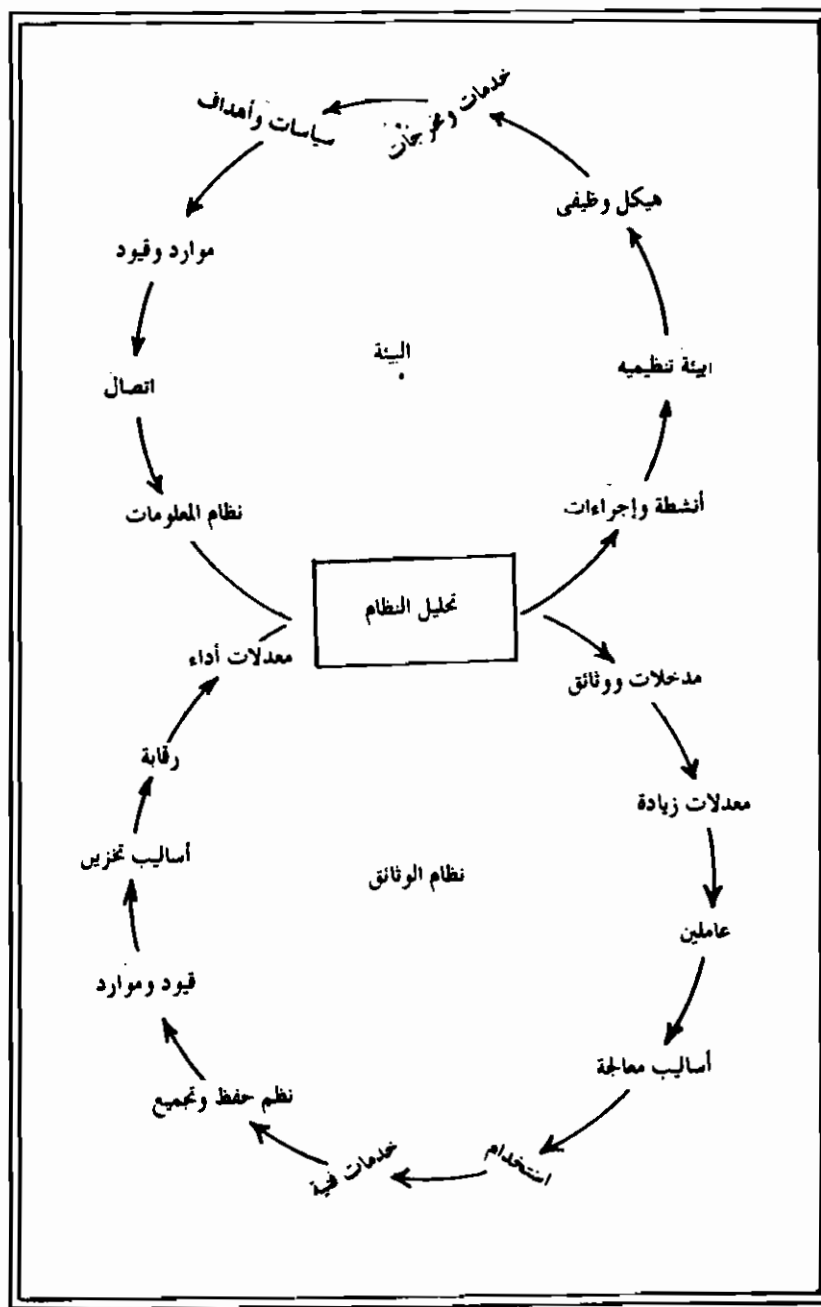 خدمات ومخرجات
سياسات وأهداف
هيكل وظيفى
موارد وقيود
البيئة
بيئة تنظيميه
اتصال
أنشطة وإجراءات
نظام المعلومات
تحليل النظام
معدلات أداء
مدخلات ووثائق
رقابة
معدلات زيادة
أساليب تخزين
نظام الوثائق
عاملين
قيود وموارد
أساليب معالجة
نظم حفظ وتجميع
استخدام
خدمات فنية